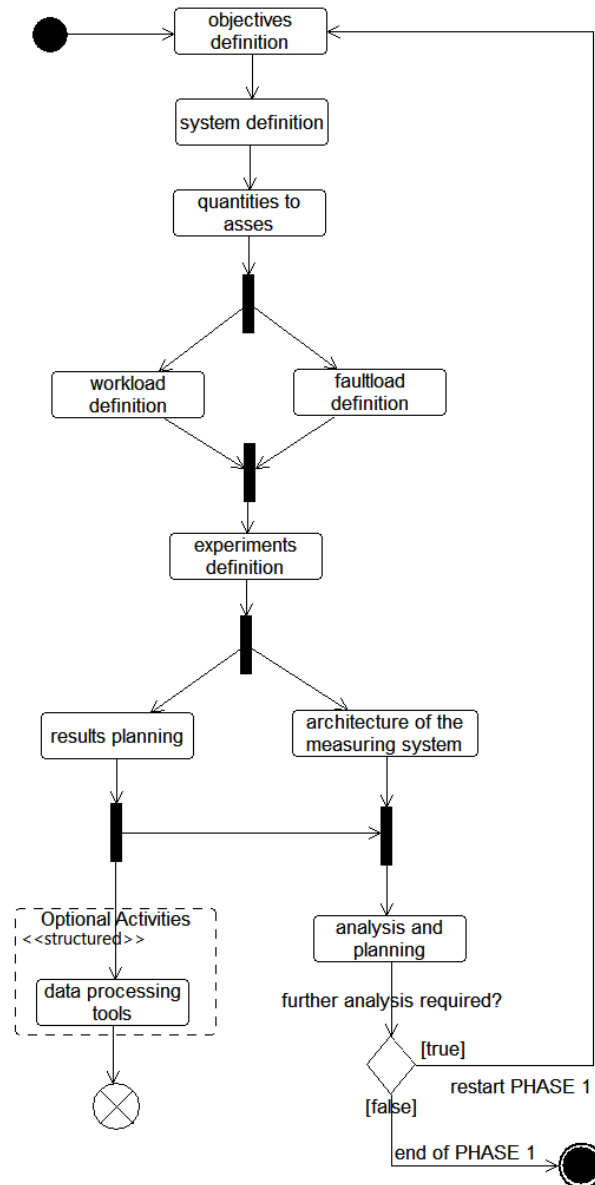 objectives
definition
system definition
quantities to
asses
workload
definition
faultload
definition
experiments
definition
results planning
architecture of the
measuring system
Optional Activities
<<structured>>
data processing
tools
analysis and
planning
further analysis required?
[true]
restart PHASE 1
[false]
end of PHASE 1